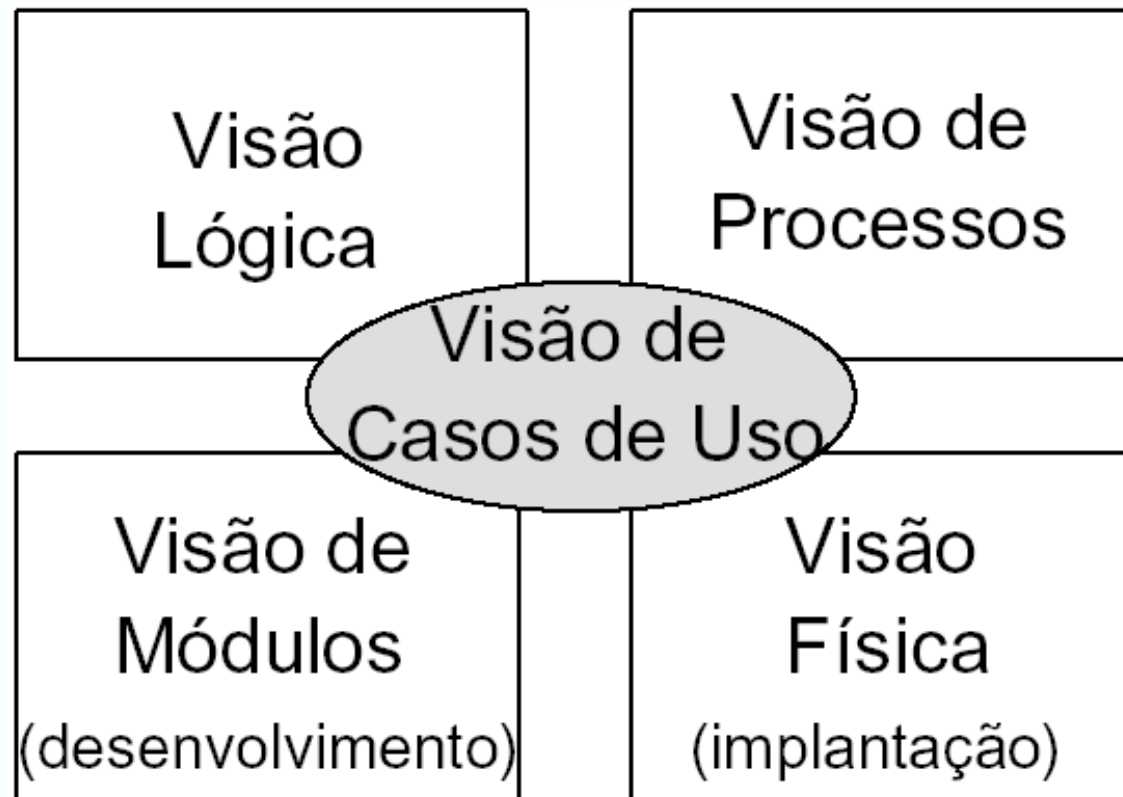 Visão
Lógica
Visão de
Processos
Visão de
Casos de Uso
Visão de
Módulos
(desenvolvimento)
Visão
Física
(implantação)